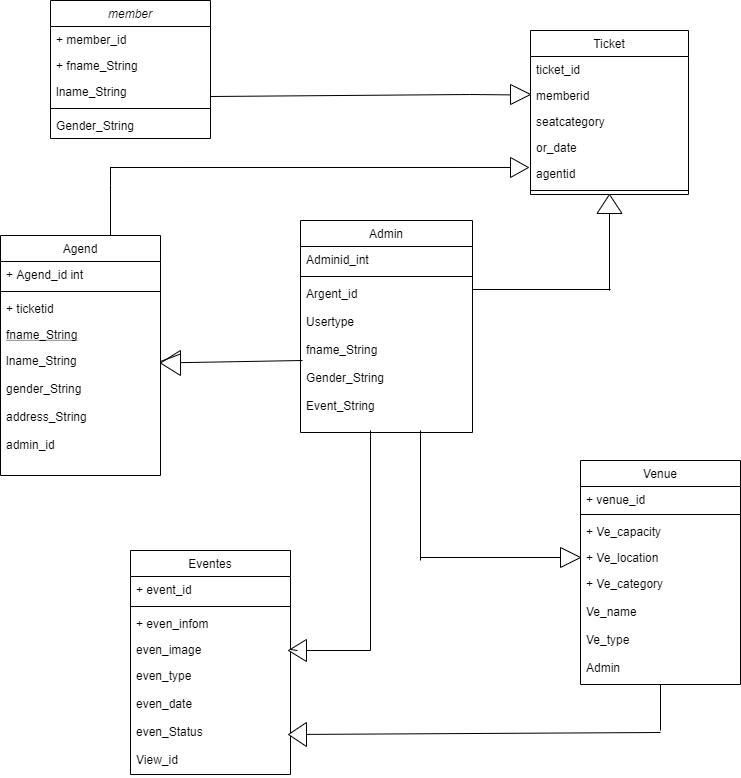 member
+ member_id
+ fname_String
lname_String
Gender_String
Ticket
ticket_id
memberid
seatcategory
or_date
agentid
Agend
+ Agend_id int
+ ticketid
fname_String
lname_String
gender_String
address_String
admin_id
Admin
Adminid_int
Argent_id
Usertype
fname_String
Gender_String
Event_String
Venue
+ venue_id
+ Ve_capacity
+ Ve_location
+ Ve_category
Ve_name
Ve_type
Admin
Eventes
+ event_id
+ even_infom
even_image
even_type
even_date
even_Status
View_id